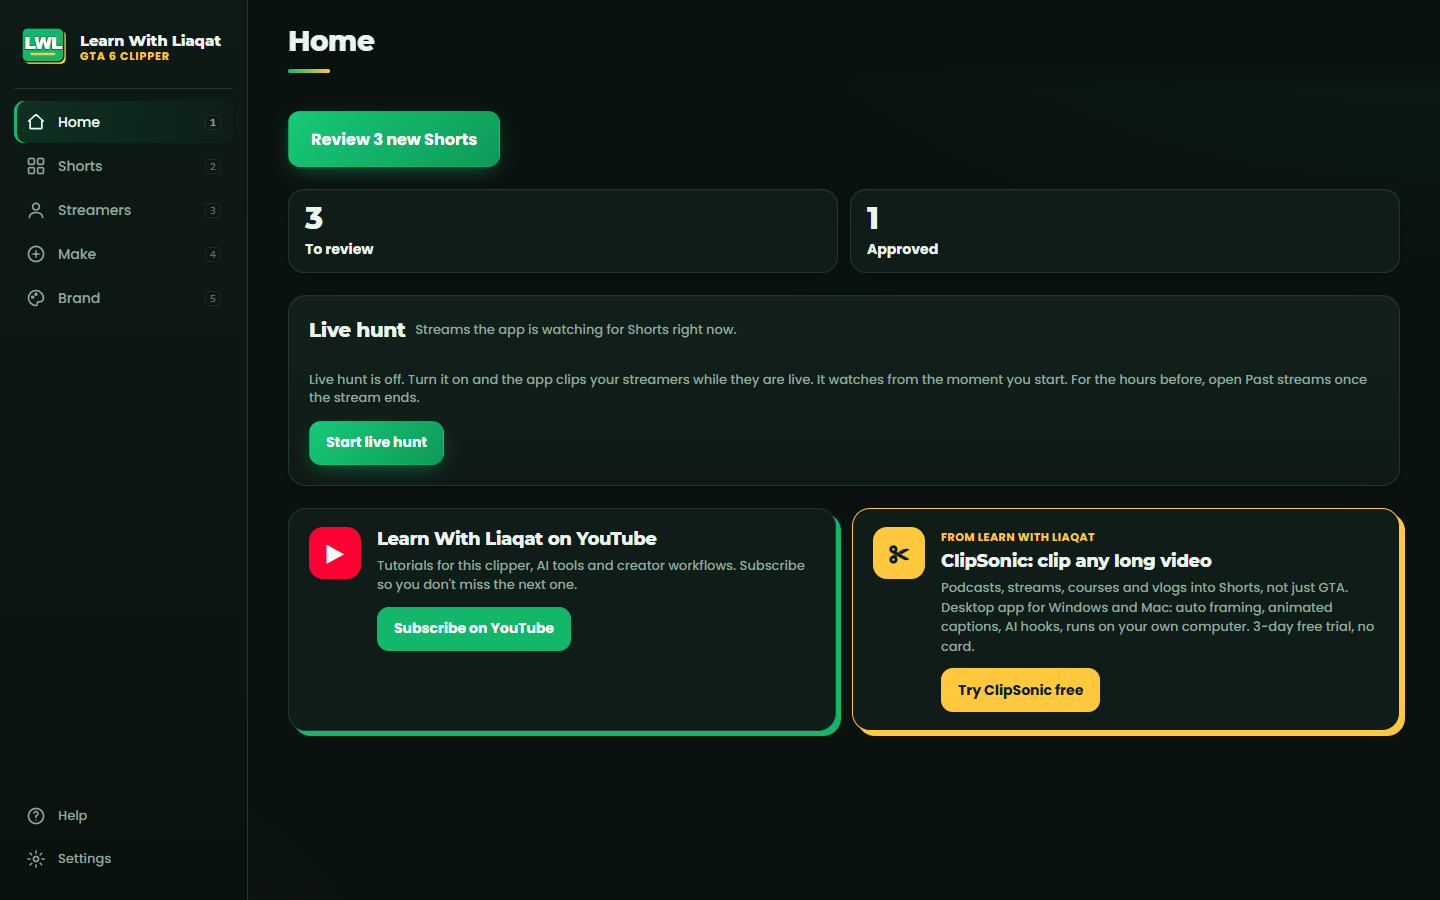 LWL
Learn With Liaqat
GTA 6 CLIPPER
Home 1
Shorts 2
Streamers 3
Make 4
Brand 5
Help
Settings
Home
Review 3 new Shorts
3
To review
1
Approved
Live hunt Streams the app is watching for Shorts right now.
Live hunt is off. Turn it on and the app clips your streamers while they are live. It watches from the moment you start. For the hours before, open Past streams once
the stream ends.
Start live hunt
Learn With Liaqat on YouTube
Tutorials for this clipper, AI tools and creator workflows. Subscribe
so you don't miss the next one.
Subscribe on YouTube
FROM LEARN WITH LIAQAT
ClipSonic: clip any long video
Podcasts, streams, courses and vlogs into Shorts, not just GTA.
Desktop app for Windows and Mac: auto framing, animated
captions, AI hooks, runs on your own computer. 3-day free trial, no
card.
Try ClipSonic free